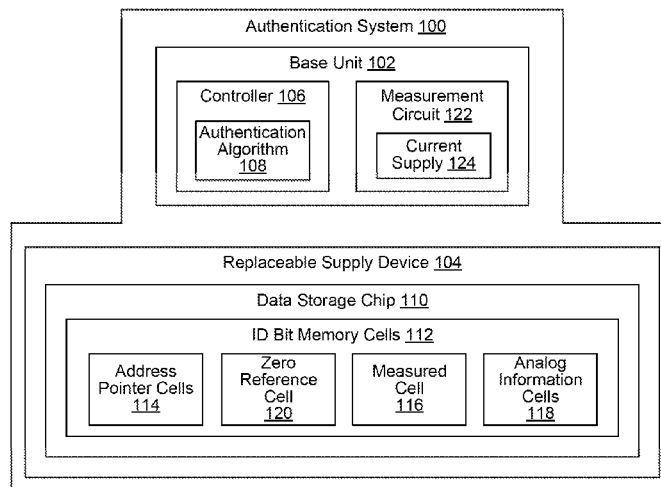 Authentication System 100
Base Unit 102
Controller 106
Authentication
Algorithm
108
Measurement
Circuit 122
Current
Supply 124
Replaceable Supply Device 104
Data Storage Chip 110
ID Bit Memory Cells 112
Address
Pointer Cells
114
Zero
Reference
Cell
120
Measured
Cell
116
Analog
Information
Cells
118